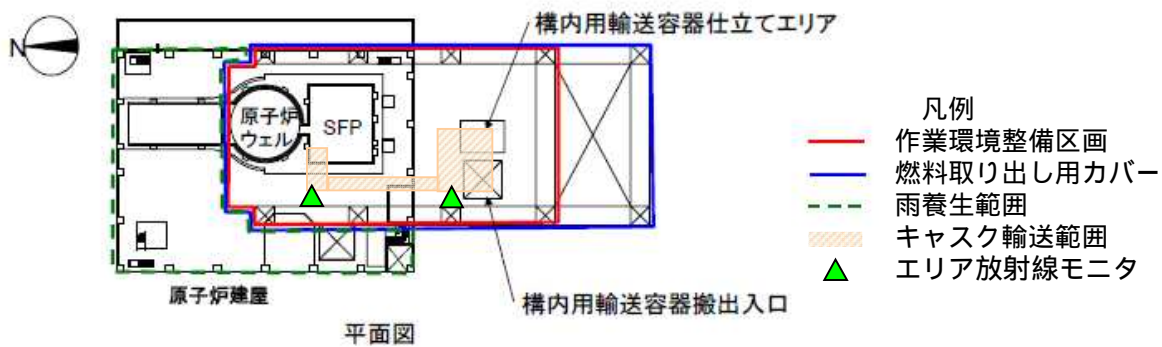 構内用輸送容器仕立てエリア
N
原子炉
ウェル
SFP
凡例
作業環境整備区画
燃料取り出し用カバー
雨養生範囲
キャスク輸送範囲
エリア放射線モニタ
原子炉建屋
構内用輸送容器搬出入口
平面図